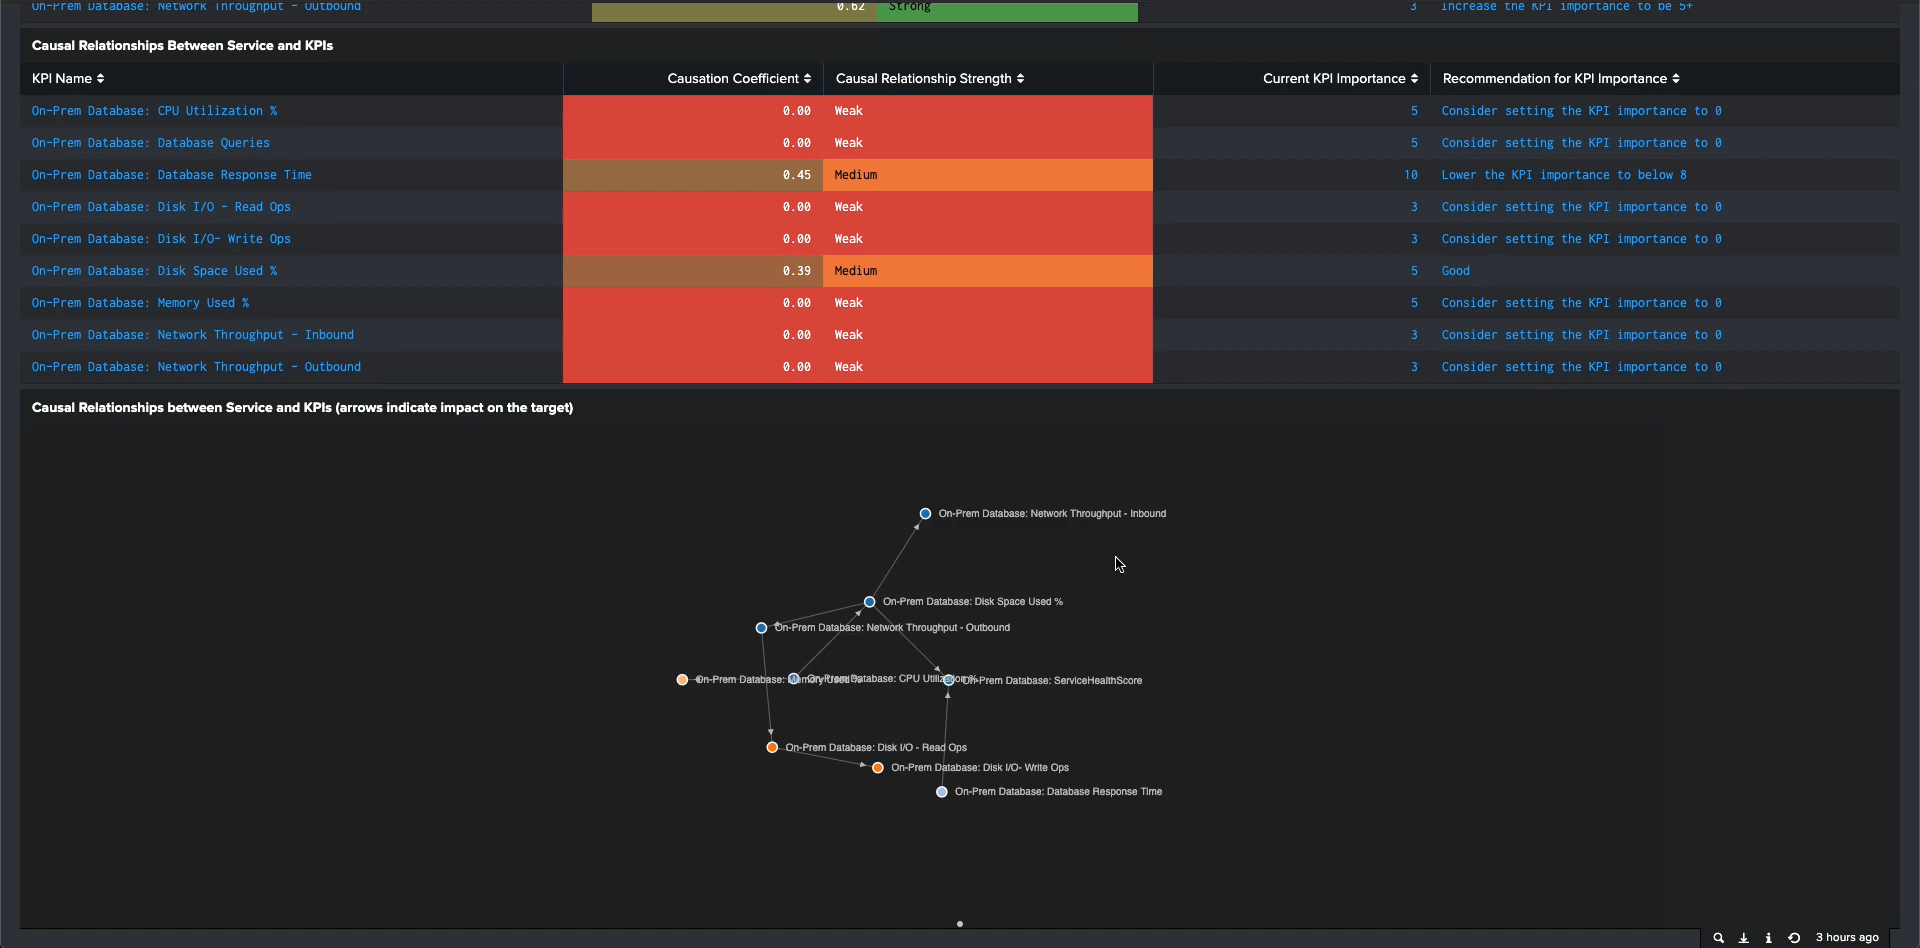 On-Prem Database: Network Throughput - Outbound 0.62 Strong 3 Increase the KPI importance to be 5+
Causal Relationships Between Service and KPIs
KPI Name Causation Coefficient Causal Relationship Strength Current KPI Importance Recommendation for KPI Importance
On-Prem Database: CPU Utilization % 0.00 Weak 5 Consider setting the KPI importance to 0
On-Prem Database: Database Queries 0.00 Weak 5 Consider setting the KPI importance to 0
On-Prem Database: Database Response Time 0.45 Medium 10 Lower the KPI importance to below 8
On-Prem Database: Disk I/O - Read Ops 0.00 Weak 3 Consider setting the KPI importance to 0
On-Prem Database: Disk I/O- Write Ops 0.00 Weak 3 Consider setting the KPI importance to 0
On-Prem Database: Disk Space Used % 0.39 Medium 5 Good
On-Prem Database: Memory Used % 0.00 Weak 5 Consider setting the KPI importance to 0
On-Prem Database: Network Throughput - Inbound 0.00 Weak 3 Consider setting the KPI importance to 0
On-Prem Database: Network Throughput - Outbound 0.00 Weak 3 Consider setting the KPI importance to 0
Causal Relationships between Service and KPIs (arrows indicate impact on the target)
On-Prem Database: Network Throughput - Inbound
On-Prem Database: Disk Space Used %
On-Prem Database: Network Throughput - Outbound
On-Prem Database: Memory Used %
On-Prem Database: CPU Utilization %
On-Prem Database: ServiceHealthScore
On-Prem Database: Disk I/O - Read Ops
On-Prem Database: Disk I/O- Write Ops
On-Prem Database: Database Response Time
3 hours ago